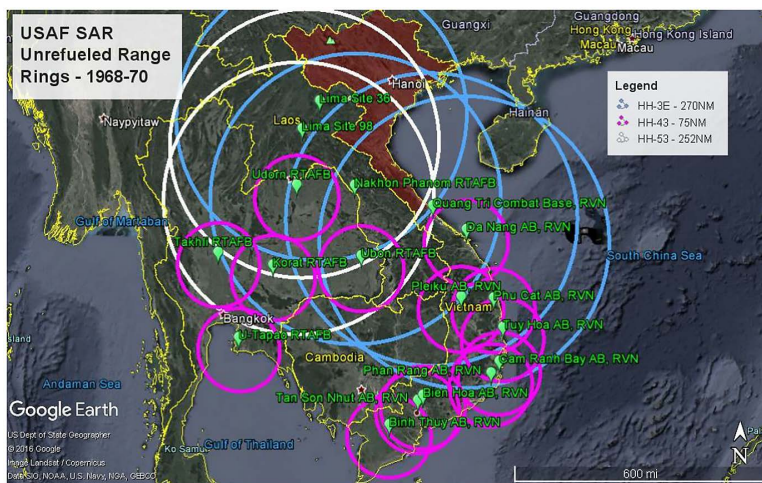 USAF SAR
Unrefueled Range
Rings - 1968-70
Guangxi
Guangdong
Hong Kong
Macau
Hong Kong Island
Macau
Hanoi
Legend
HH-3E - 270NM
HH-43 - 75NM
HH-53 - 252NM
Lima Site 36
Hainán
Naypyitaw
Laos
Lima Site 98
Udorn RTAFB
Nakhon Phanom RTAFB
Quang Tri Combat Base, RVN
Gulf of Martaban
Da Nang AB, RVN
Takhli RTAFB
Korat RTAFB
Ubon RTAFB
South China Sea
Pleiku AB, RVN
Phu Cat AB, RVN
Vietnam
Bangkok
Tuy Hoa AB, RVN
U-Tapao RTAFB
island
Cambodia
Cam Ranh Bay AB, RVN
Phan Rang AB, RVN
Andaman Sea
Tan Son Nhut AB, RVN
Bien Hoa AB, RVN
Google Earth
Binh Thuy AB, RVN
US Dept of State Geographer
© 2016 Google
Image Landsat / Copernicus
Data SIO, NOAA, U.S. Navy, NGA, GEBCO
Ko Samui
Gulf of Thailand
N
Pal
600 mi